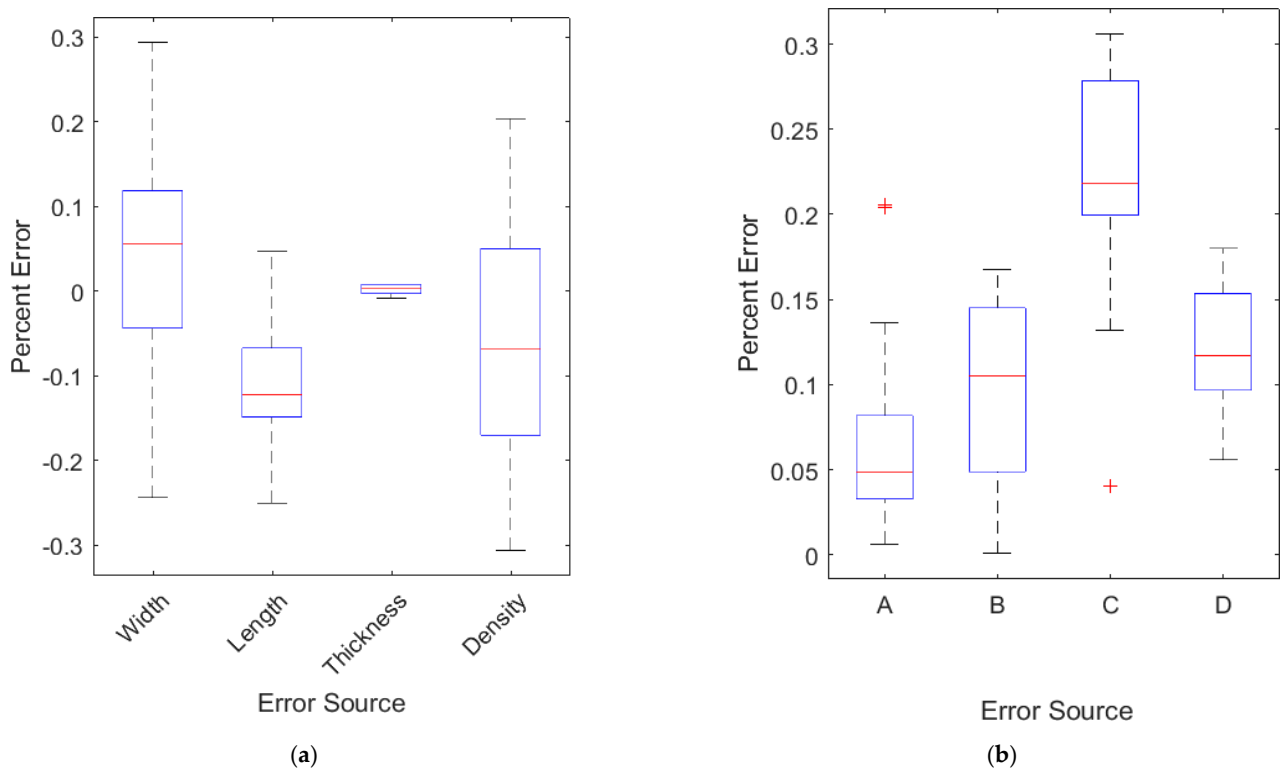 Percent Error
0.3
0.2
0.1
0
-0.1
-0.2
-0.3
Width
Length
Thickness
Density
Error Source
(a)
Percent Error
0.3
0.25
0.2
0.15
0.1
0.05
0
A B C D
Error Source
(b)